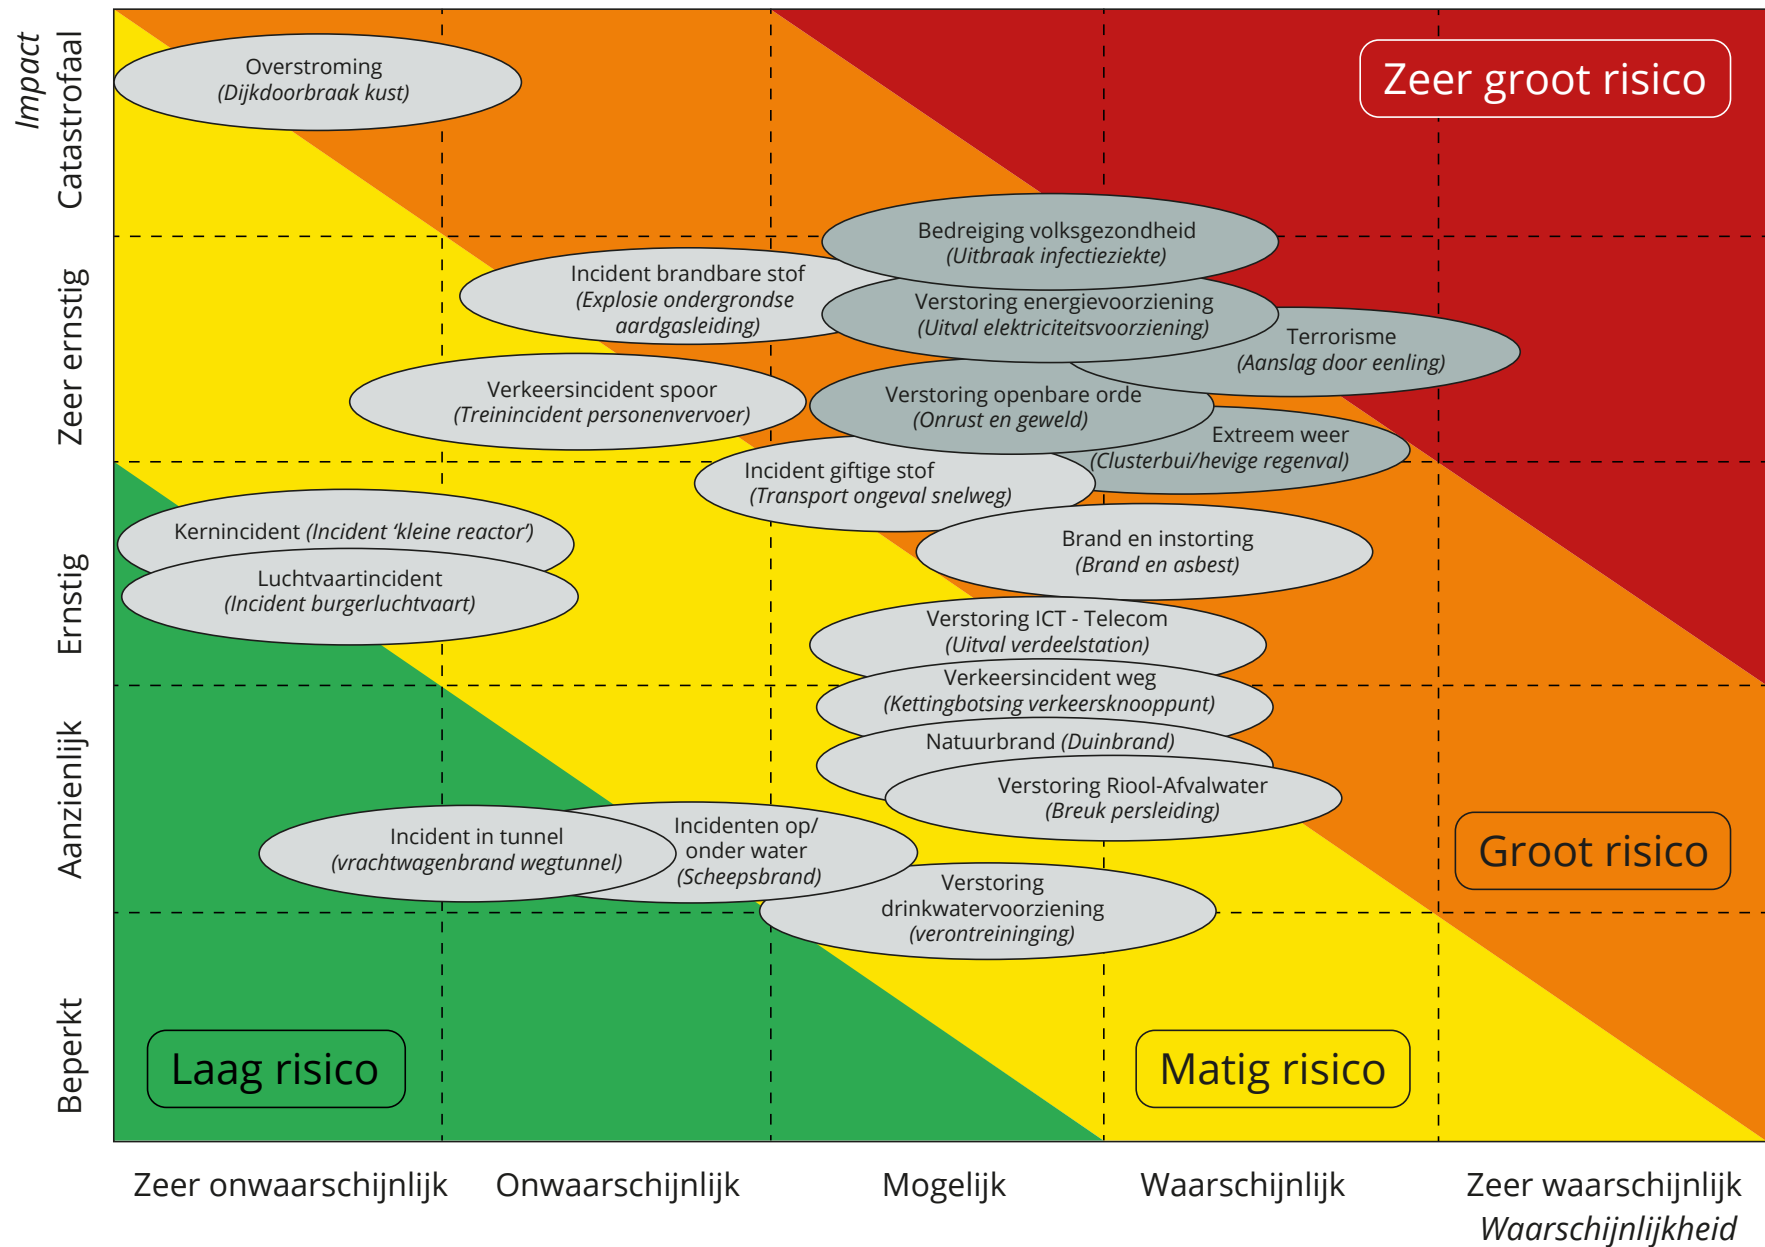 Impact
Catastrofaal
Zeer ernstig
Ernstig
Aanzienlijk
Beperkt
Zeer groot risico
Overstroming
(Dijkdoorbraak kust)
Bedreiging volksgezondheid
(Uitbraak infectieziekte)
Incident brandbare stof
(Explosie ondergrondse
aardgasleiding)
Verstoring energievoorziening
(Uitval elektriciteitsvoorziening)
Terrorisme
(Aanslag door eenling)
Verkeersincident spoor
(Treinincident personenvervoer)
Verstoring openbare orde
(Onrust en geweld)
Extreem weer
(Clusterbui/hevige regenval)
Incident giftige stof
(Transport ongeval snelweg)
Kernincident (Incident ‘kleine reactor’)
Brand en instorting
(Brand en asbest)
Luchtvaartincident
(Incident burgerluchtvaart)
Verstoring ICT - Telecom
(Uitval verdeelstation)
Verkeersincident weg
(Kettingbotsing verkeersknooppunt)
Natuurbrand (Duinbrand)
Verstoring Riool-Afvalwater
(Breuk persleiding)
Incident in tunnel
(vrachtwagenbrand wegtunnel)
Incidenten op/
onder water
(Scheepsbrand)
Verstoring
drinkwatervoorziening
(verontreininging)
Groot risico
Laag risico
Matig risico
Zeer onwaarschijnlijk
Onwaarschijnlijk
Mogelijk
Waarschijnlijk
Zeer waarschijnlijk
Waarschijnlijkheid